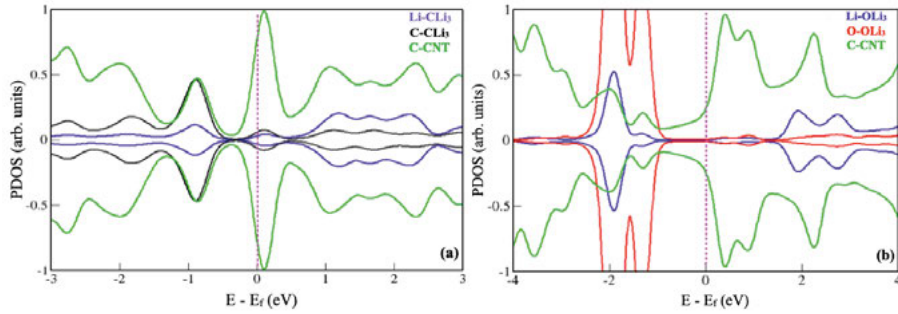 Li-CLi₃
C-CLi₃
C-CNT
PDOS (arb. units)
1
0.5
0
-0.5
-1
-3
-2
-1
0
1
2
3
E - E_f (eV)
(a)
Li-OLi₃
O-OLi₃
C-CNT
PDOS (arb. units)
1
0.5
0
-0.5
-1
-4
-2
0
2
4
E - E_f (eV)
(b)